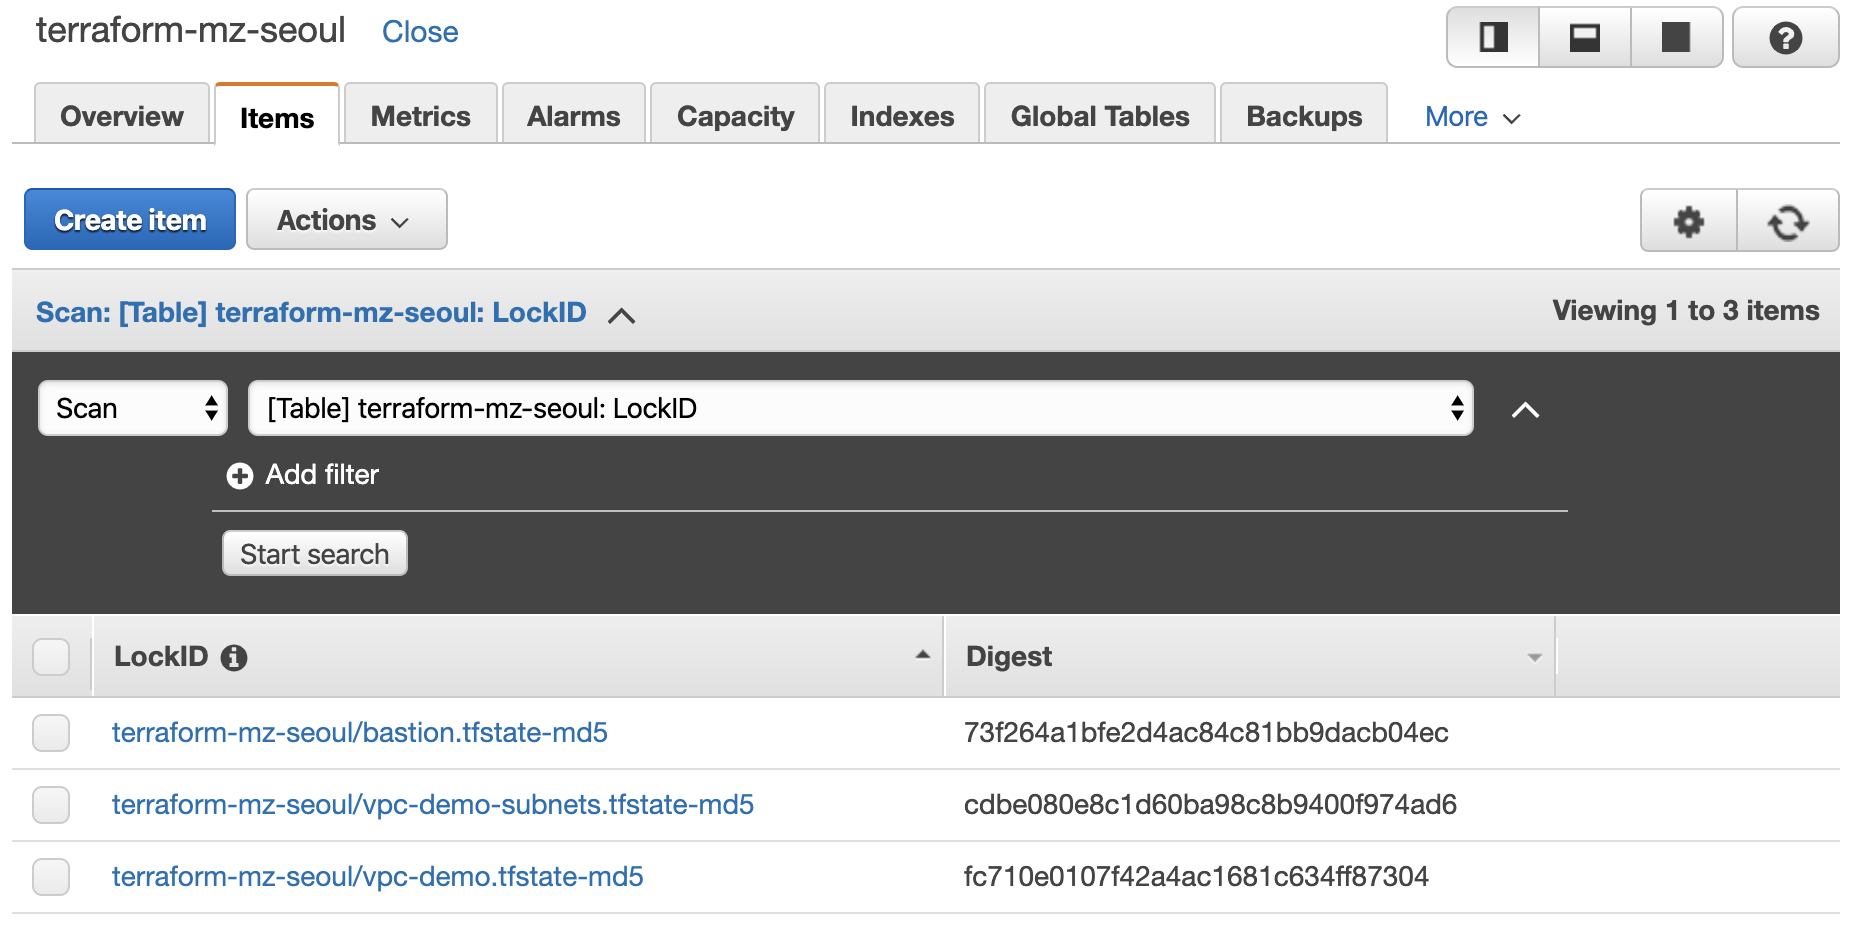 terraform-mz-seoul Close
Overview Items Metrics Alarms Capacity Indexes Global Tables Backups More
Create item Actions
Scan: [Table] terraform-mz-seoul: LockID Viewing 1 to 3 items
Scan [Table] terraform-mz-seoul: LockID
Add filter
Start search
LockID Digest
terraform-mz-seoul/bastion.tfstate-md5 73f264a1bfe2d4ac84c81bb9dacb04ec
terraform-mz-seoul/vpc-demo-subnets.tfstate-md5 cdbe080e8c1d60ba98c8b9400f974ad6
terraform-mz-seoul/vpc-demo.tfstate-md5 fc710e0107f42a4ac1681c634ff87304